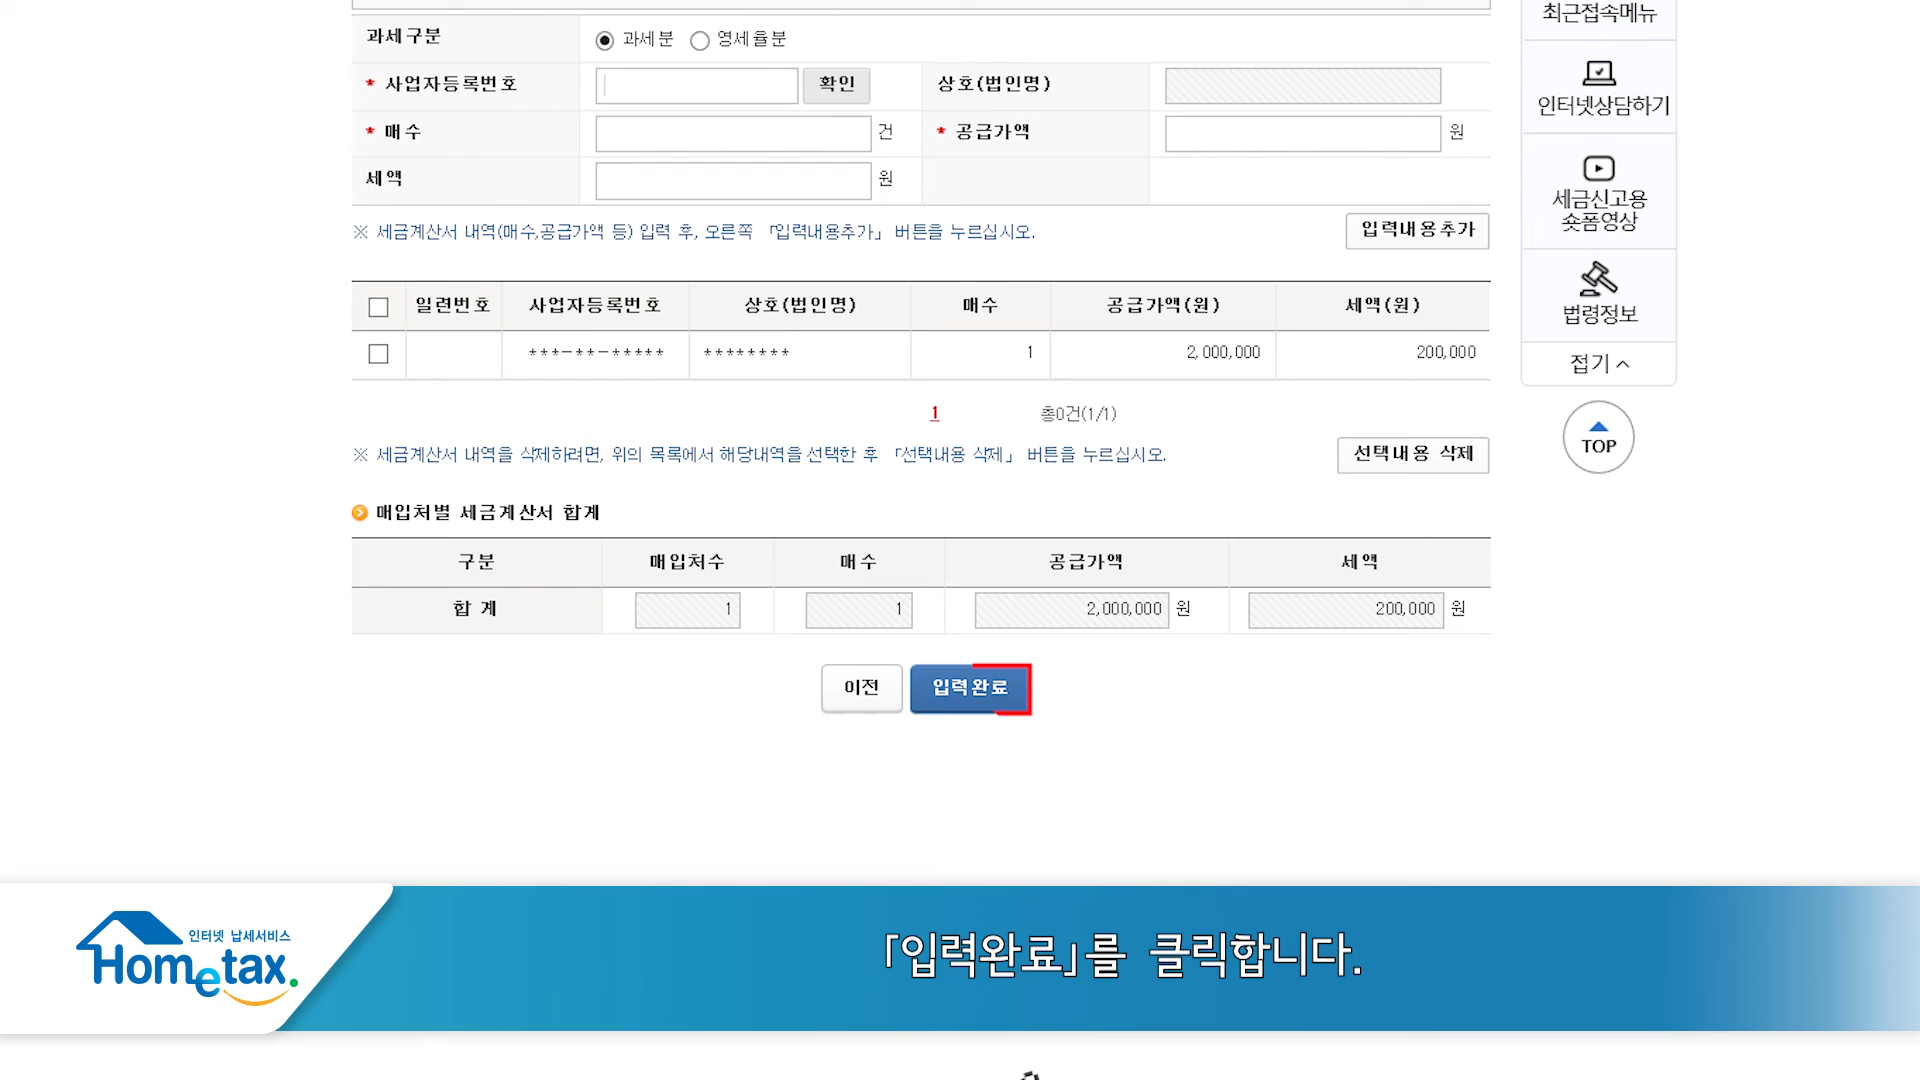 최근접속메뉴
과세구분 과세분 영세율분
* 사업자등록번호 확인 상호(법인명)
* 매수 건 * 공급가액 원
세액 원
※ 세금계산서 내역(매수,공급가액 등) 입력 후, 오른쪽 「입력내용추가」 버튼을 누르십시오. 입력내용추가
인터넷상담하기
세금신고용
숏폼영상
법령정보
접기
TOP
일련번호 사업자등록번호 상호(법인명) 매수 공급가액(원) 세액(원)
***-**-***** ******** 1 2,000,000 200,000
1 총0건(1/1)
※ 세금계산서 내역을 삭제하려면, 위의 목록에서 해당내역을 선택한 후 「선택내용 삭제」 버튼을 누르십시오. 선택내용 삭제
매입처별 세금계산서 합계
구분 매입처수 매수 공급가액 세액
합 계 1 1 2,000,000 원 200,000 원
이전 입력완료
인터넷 납세서비스
Hometax.
「입력완료」를 클릭합니다.